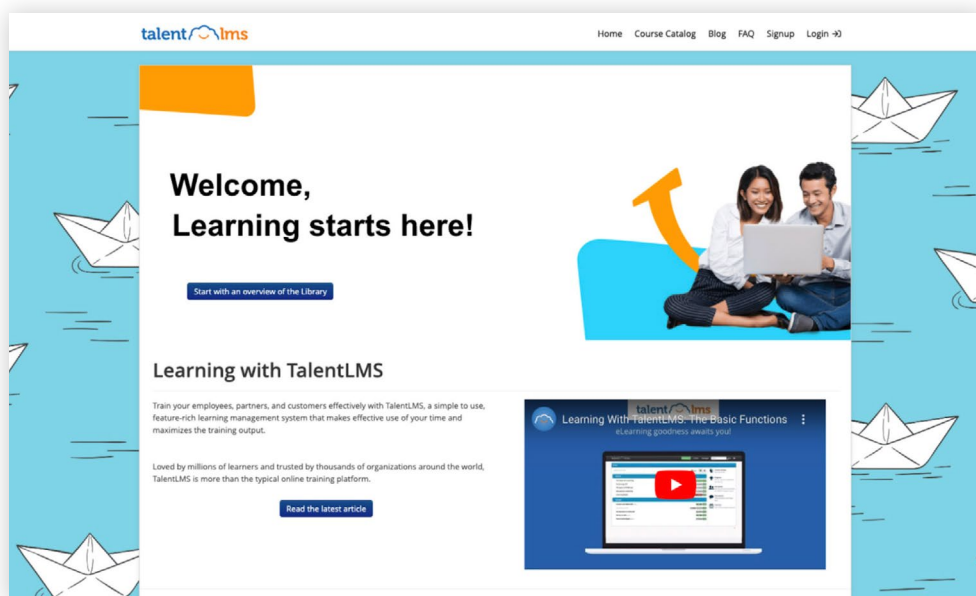 talent lms
Home Course Catalog Blog FAQ Signup Login
Welcome,
Learning starts here!
Start with an overview of the Library
Learning with TalentLMS
Train your employees, partners, and customers effectively with TalentLMS, a simple to use,
feature-rich learning management system that makes effective use of your time and
maximizes the training output.
Loved by millions of learners and trusted by thousands of organizations around the world,
TalentLMS is more than the typical online training platform.
Read the latest article
talent lms
Learning With TalentLMS: The Basic Functions
eLearning goodness awaits you!